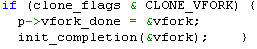 if (clone_flags & CLONE_VFORK) {
p->vfork_done = &vfork;
init_completion(&vfork);    }